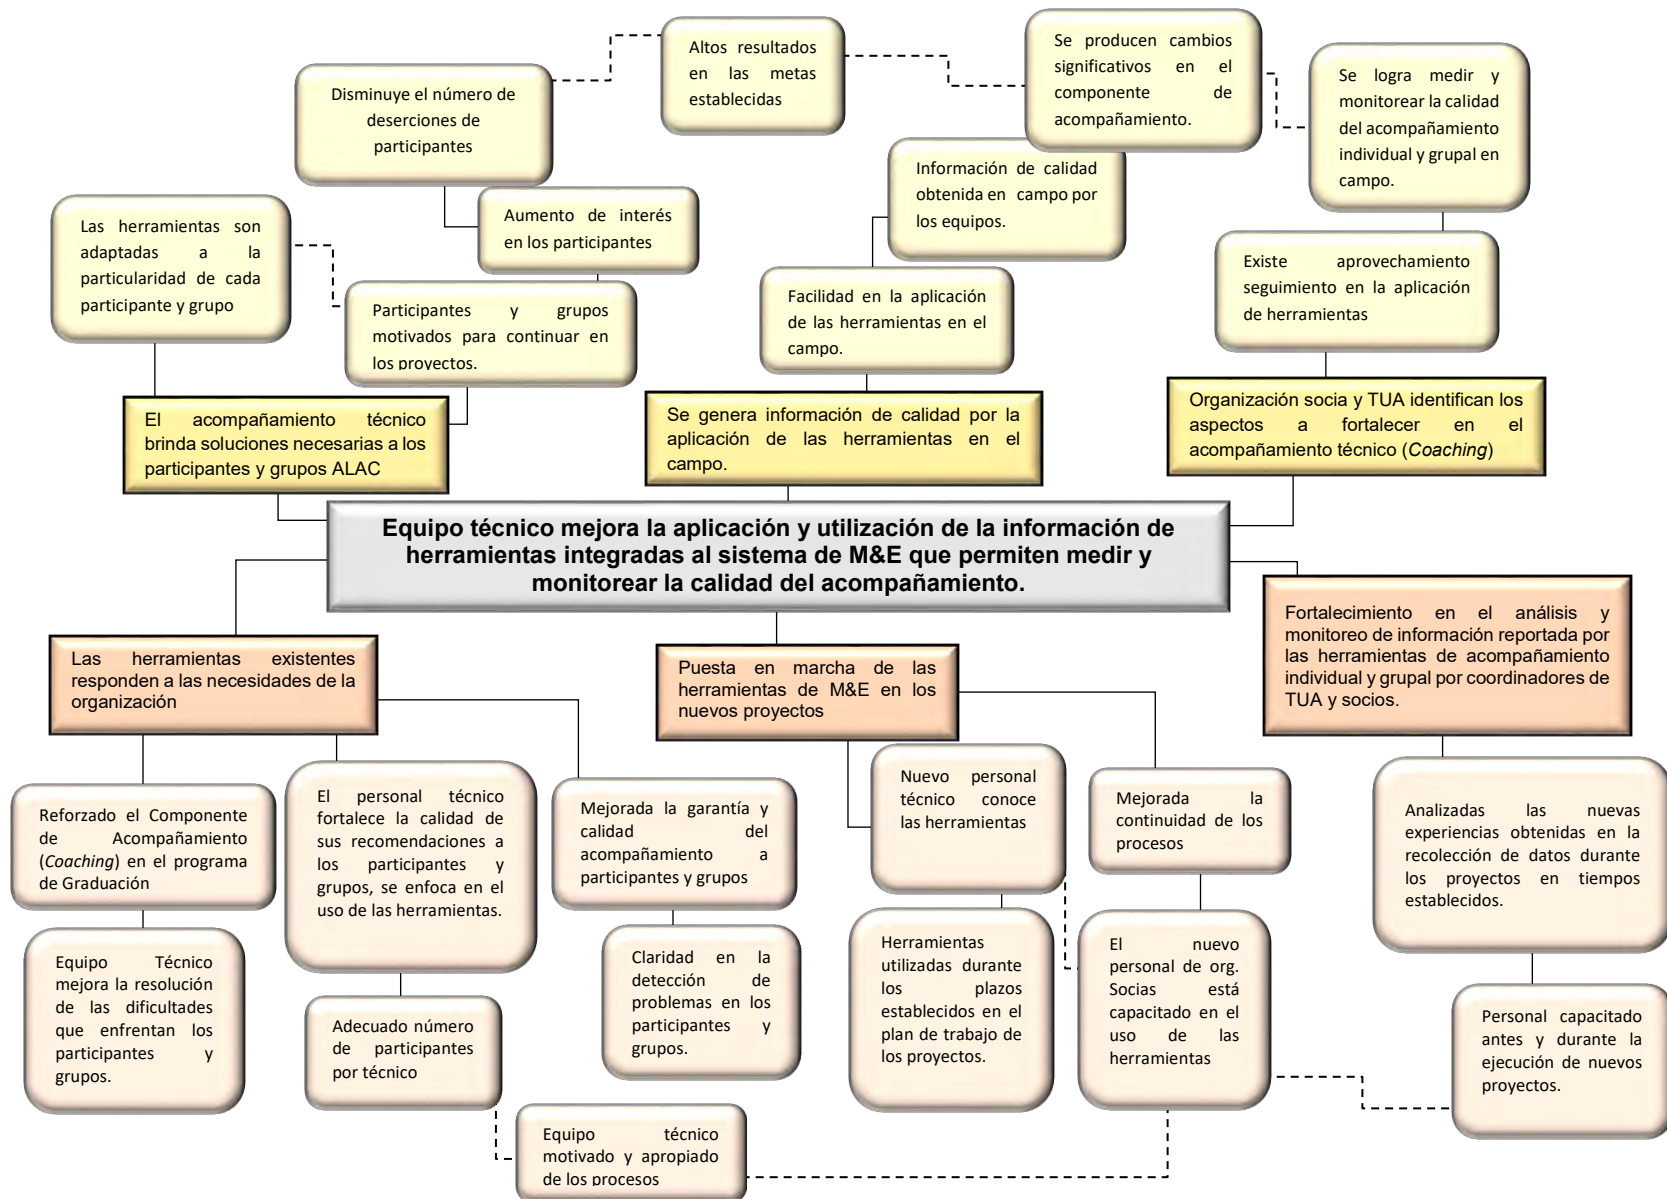 Altos resultados
en las metas
establecidas
Se producen cambios
significativos en el
componente de
acompañamiento.
Se logra medir y
monitorear la calidad
del acompañamiento
individual y grupal en
campo.
Disminuye el número de
deserciones de
participantes
Información de calidad
obtenida en campo por
los equipos.
Aumento de interés
en los participantes
Las herramientas son
adaptadas a la
particularidad de cada
participante y grupo
Existe aprovechamiento
seguimiento en la aplicación
de herramientas
Participantes y grupos
motivados para continuar en
los proyectos.
Facilidad en la aplicación
de las herramientas en el
campo.
El acompañamiento técnico
brinda soluciones necesarias a los
participantes y grupos ALAC
Se genera información de calidad por la
aplicación de las herramientas en el
campo.
Organización socia y TUA identifican los
aspectos a fortalecer en el
acompañamiento técnico (Coaching)
Equipo técnico mejora la aplicación y utilización de la información de
herramientas integradas al sistema de M&E que permiten medir y
monitorear la calidad del acompañamiento.
Las herramientas existentes
responden a las necesidades de la
organización
Puesta en marcha de las
herramientas de M&E en los
nuevos proyectos
Fortalecimiento en el análisis y
monitoreo de información reportada por
las herramientas de acompañamiento
individual y grupal por coordinadores de
TUA y socios.
Reforzado el Componente
de Acompañamiento
(Coaching) en el programa
de Graduación
El personal técnico
fortalece la calidad de
sus recomendaciones a
los participantes y
grupos, se enfoca en el
uso de las herramientas.
Mejorada la garantía y
calidad del
acompañamiento a
participantes y grupos
Nuevo personal
técnico conoce
las herramientas
Mejorada la
continuidad de los
procesos
Analizadas las nuevas
experiencias obtenidas en la
recolección de datos durante
los proyectos en tiempos
establecidos.
Equipo Técnico
mejora la resolución
de las dificultades
que enfrentan los
participantes y
grupos.
Adecuado número
de participantes
por técnico
Claridad en la
detección de
problemas en los
participantes y
grupos.
Herramientas
utilizadas durante
los plazos
establecidos en el
plan de trabajo de
los proyectos.
El nuevo
personal de org.
Socias está
capacitado en el
uso de las
herramientas
Personal capacitado
antes y durante la
ejecución de nuevos
proyectos.
Equipo técnico
motivado y apropiado
de los procesos